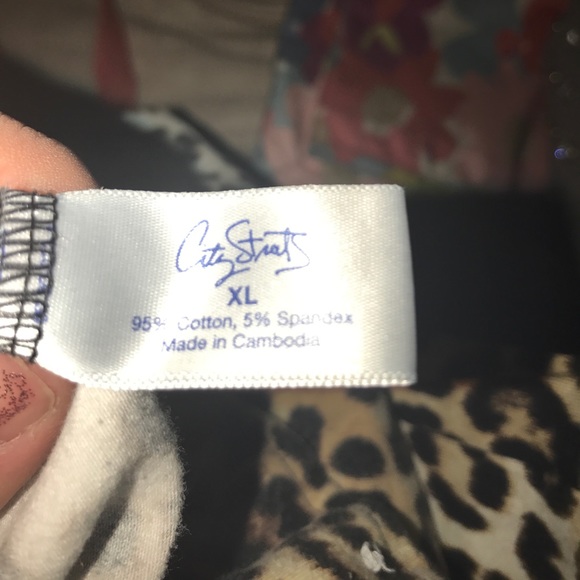 City Streets
XL
95% Cotton, 5% Spandex
Made in Cambodia